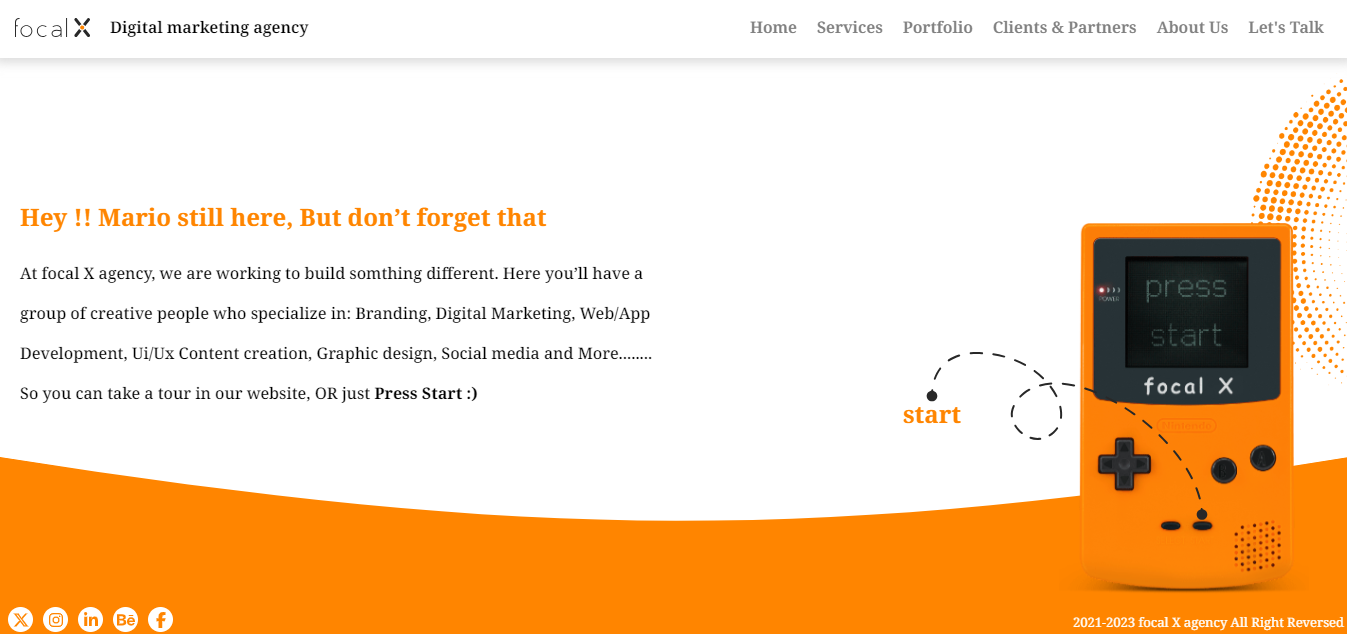 focal X Digital marketing agency
Home Services Portfolio Clients & Partners About Us Let's Talk
Hey !! Mario still here, But don’t forget that
At focal X agency, we are working to build somthing different. Here you’ll have a
group of creative people who specialize in: Branding, Digital Marketing, Web/App
Development, Ui/Ux Content creation, Graphic design, Social media and More........
So you can take a tour in our website, OR just Press Start :)
start
POWER
press
start
focal X
Nintendo
X
in
Bē
f
2021-2023 focal X agency All Right Reversed